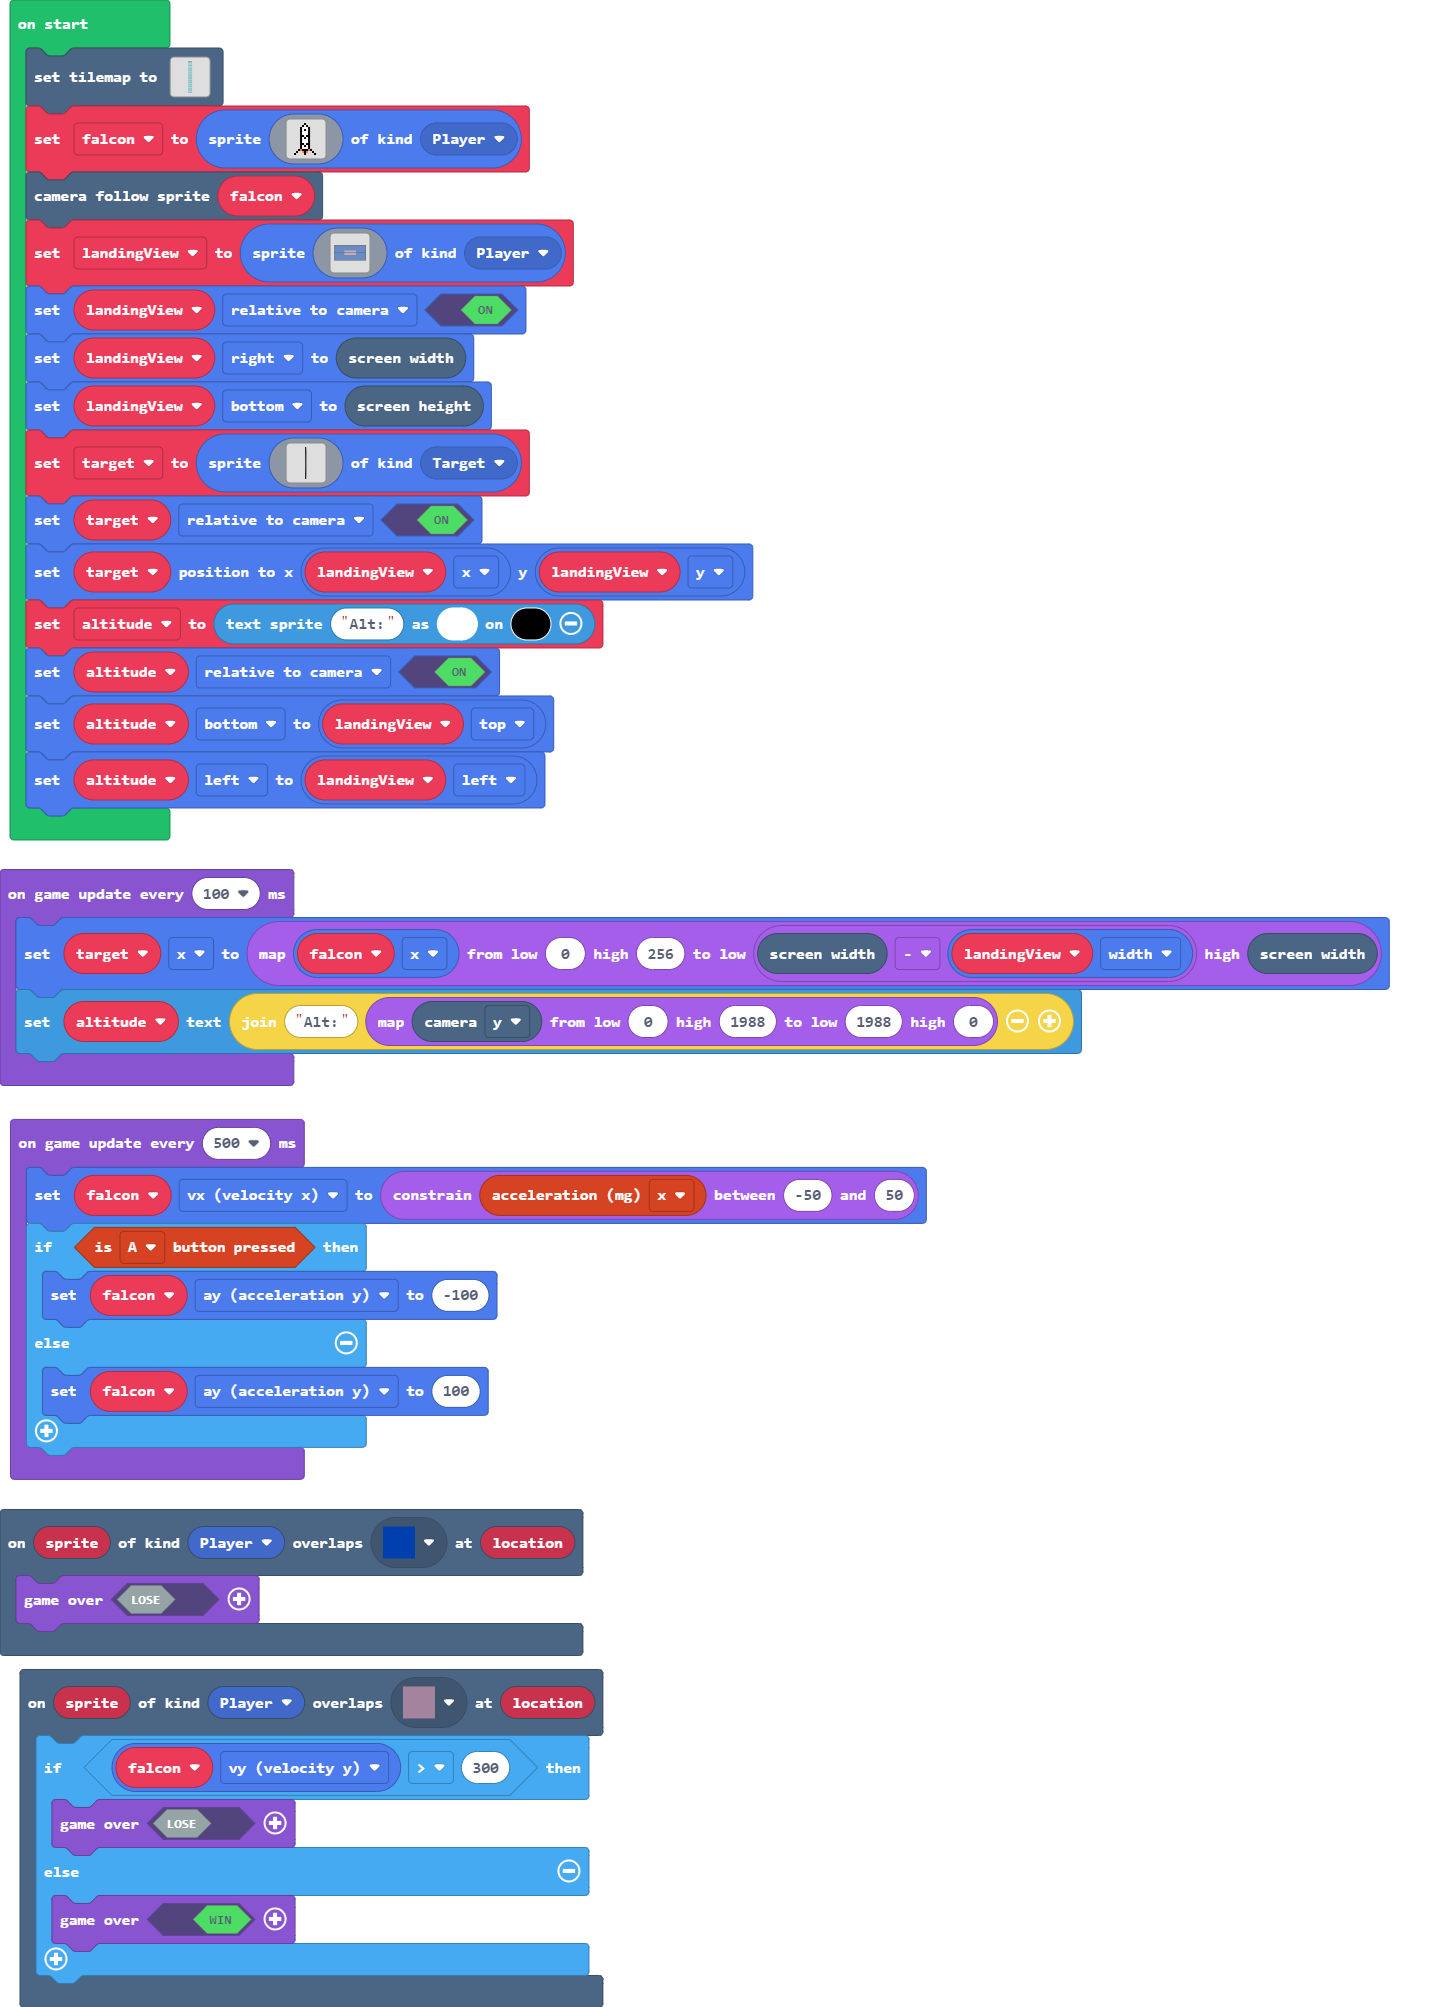 on start
set tilemap to
set falcon to sprite of kind Player
camera follow sprite falcon
set landingView to sprite of kind Player
set landingView relative to camera ON
set landingView right to screen width
set landingView bottom to screen height
set target to sprite of kind Target
set target relative to camera ON
set target position to x landingView x y landingView y
set altitude to text sprite "Alt:" as on
set altitude relative to camera ON
set altitude bottom to landingView top
set altitude left to landingView left
on game update every 100 ms
set target x to map falcon x from low 0 high 256 to low screen width - landingView width high screen width
set altitude text join "Alt:" map camera y from low 0 high 1988 to low 1988 high 0
on game update every 500 ms
set falcon vx (velocity x) to constrain acceleration (mg) x between -50 and 50
if is A button pressed then
set falcon ay (acceleration y) to -100
else
set falcon ay (acceleration y) to 100
on sprite of kind Player overlaps at location
game over LOSE
on sprite of kind Player overlaps at location
if falcon vy (velocity y) > 300 then
game over LOSE
else
game over WIN